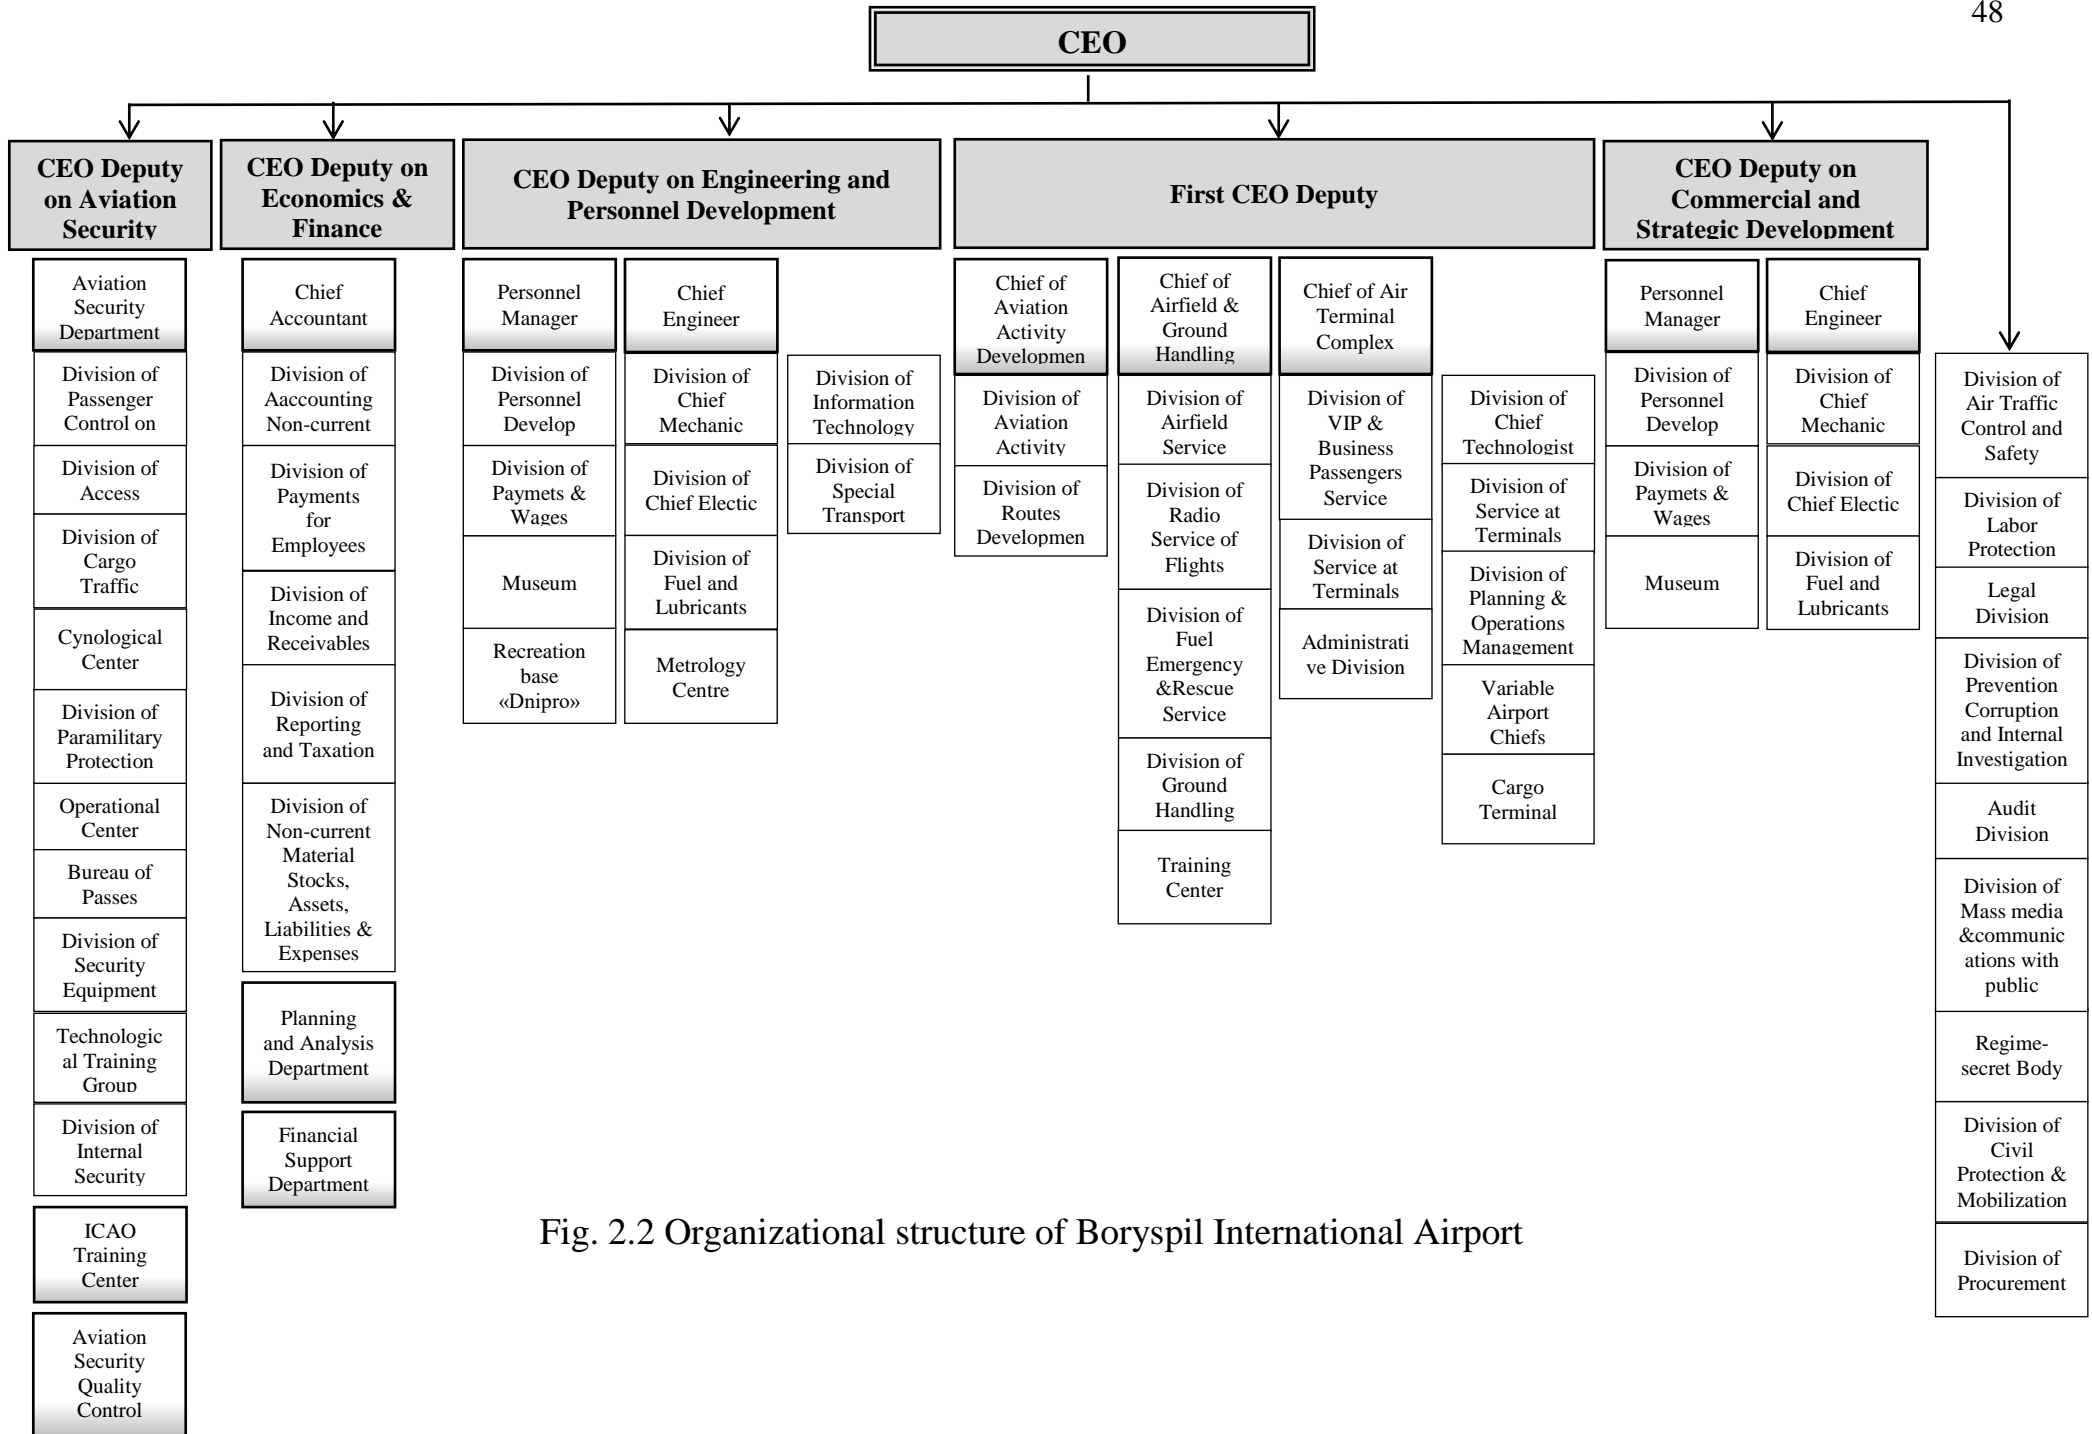 48
CEO
CEO Deputy
on Aviation
Security
CEO Deputy on
Economics &
Finance
CEO Deputy on Engineering and
Personnel Development
First CEO Deputy
CEO Deputy on
Commercial and
Strategic Development
Aviation
Security
Department
Division of
Passenger
Control on
Division of
Access
Division of
Cargo
Traffic
Cynological
Center
Division of
Paramilitary
Protection
Operational
Center
Bureau of
Passes
Division of
Security
Equipment
Technologic
al Training
Group
Division of
Internal
Security
ICAO
Training
Center
Aviation
Security
Quality
Control
Chief
Accountant
Division of
Aaccounting
Non-current
Division of
Payments
for
Employees
Division of
Income and
Receivables
Division of
Reporting
and Taxation
Division of
Non-current
Material
Stocks,
Assets,
Liabilities &
Expenses
Planning
and Analysis
Department
Financial
Support
Department
Personnel
Manager
Division of
Personnel
Develop
Division of
Paymets &
Wages
Museum
Recreation
base
«Dnipro»
Chief
Engineer
Division of
Chief
Mechanic
Division of
Chief Electic
Division of
Fuel and
Lubricants
Metrology
Centre
Division of
Information
Technology
Division of
Special
Transport
Chief of
Aviation
Activity
Developmen
Division of
Aviation
Activity
Division of
Routes
Developmen
Chief of
Airfield &
Ground
Handling
Division of
Airfield
Service
Division of
Radio
Service of
Flights
Division of
Fuel
Emergency
&Rescue
Service
Division of
Ground
Handling
Training
Center
Chief of Air
Terminal
Complex
Division of
VIP &
Business
Passengers
Service
Division of
Service at
Terminals
Administrati
ve Division
Division of
Chief
Technologist
Division of
Service at
Terminals
Division of
Planning &
Operations
Management
Variable
Airport
Chiefs
Cargo
Terminal
Personnel
Manager
Division of
Personnel
Develop
Division of
Paymets &
Wages
Museum
Chief
Engineer
Division of
Chief
Mechanic
Division of
Chief Electic
Division of
Fuel and
Lubricants
Division of
Air Traffic
Control and
Safety
Division of
Labor
Protection
Legal
Division
Division of
Prevention
Corruption
and Internal
Investigation
Audit
Division
Division of
Mass media
&communic
ations with
public
Regime-
secret Body
Division of
Civil
Protection &
Mobilization
Division of
Procurement
Fig. 2.2 Organizational structure of Boryspil International Airport